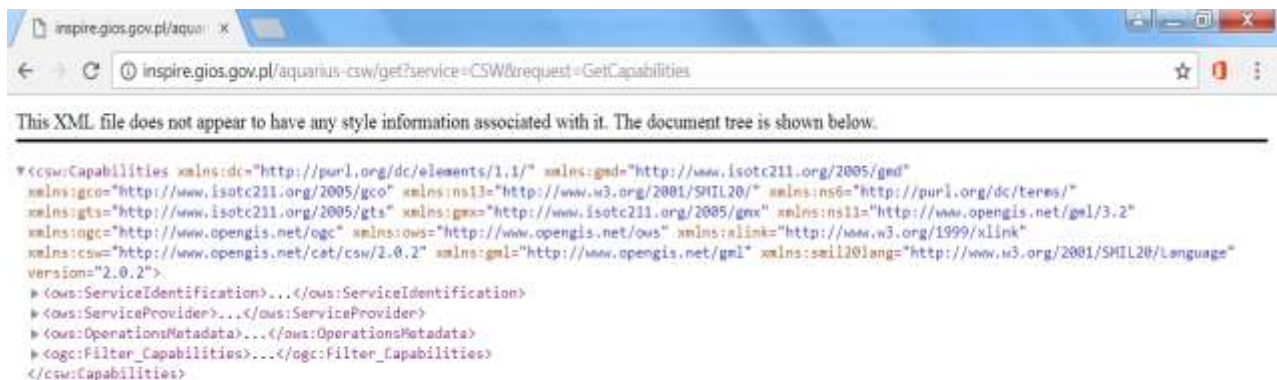 inspire.gios.gov.pl/aqua
inspire.gios.gov.pl/aquarius-csw/get?service=CSW&request=GetCapabilities
This XML file does not appear to have any style information associated with it. The document tree is shown below.
▼<csw:Capabilities xmlns:dc="http://purl.org/dc/elements/1.1/" xmlns:gmd="http://www.isotc211.org/2005/gmd"
xmlns:gco="http://www.isotc211.org/2005/gco" xmlns:ns13="http://www.w3.org/2001/SMIL20/" xmlns:ns6="http://purl.org/dc/terms/"
xmlns:gts="http://www.isotc211.org/2005/gts" xmlns:gmx="http://www.isotc211.org/2005/gmx" xmlns:ns11="http://www.opengis.net/gml/3.2"
xmlns:ogc="http://www.opengis.net/ogc" xmlns:ows="http://www.opengis.net/ows" xmlns:xlink="http://www.w3.org/1999/xlink"
xmlns:csw="http://www.opengis.net/cat/csw/2.0.2" xmlns:gml="http://www.opengis.net/gml" xmlns:smil20lang="http://www.w3.org/2001/SMIL20/Language"
version="2.0.2">
▶<ows:ServiceIdentification>...</ows:ServiceIdentification>
▶<ows:ServiceProvider>...</ows:ServiceProvider>
▶<ows:OperationsMetadata>...</ows:OperationsMetadata>
▶<ogc:Filter_Capabilities>...</ogc:Filter_Capabilities>
</csw:Capabilities>